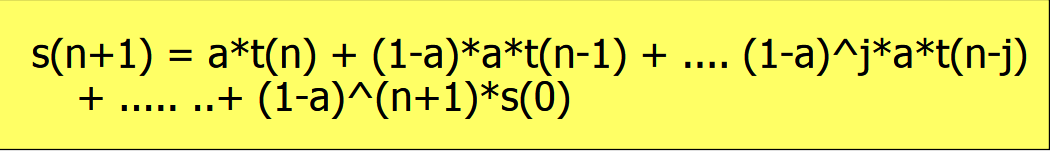 s(n+1) = a*t(n) + (1-a)*a*t(n-1) + .... (1-a)^j*a*t(n-j)
+ ..... ..+ (1-a)^(n+1)*s(0)